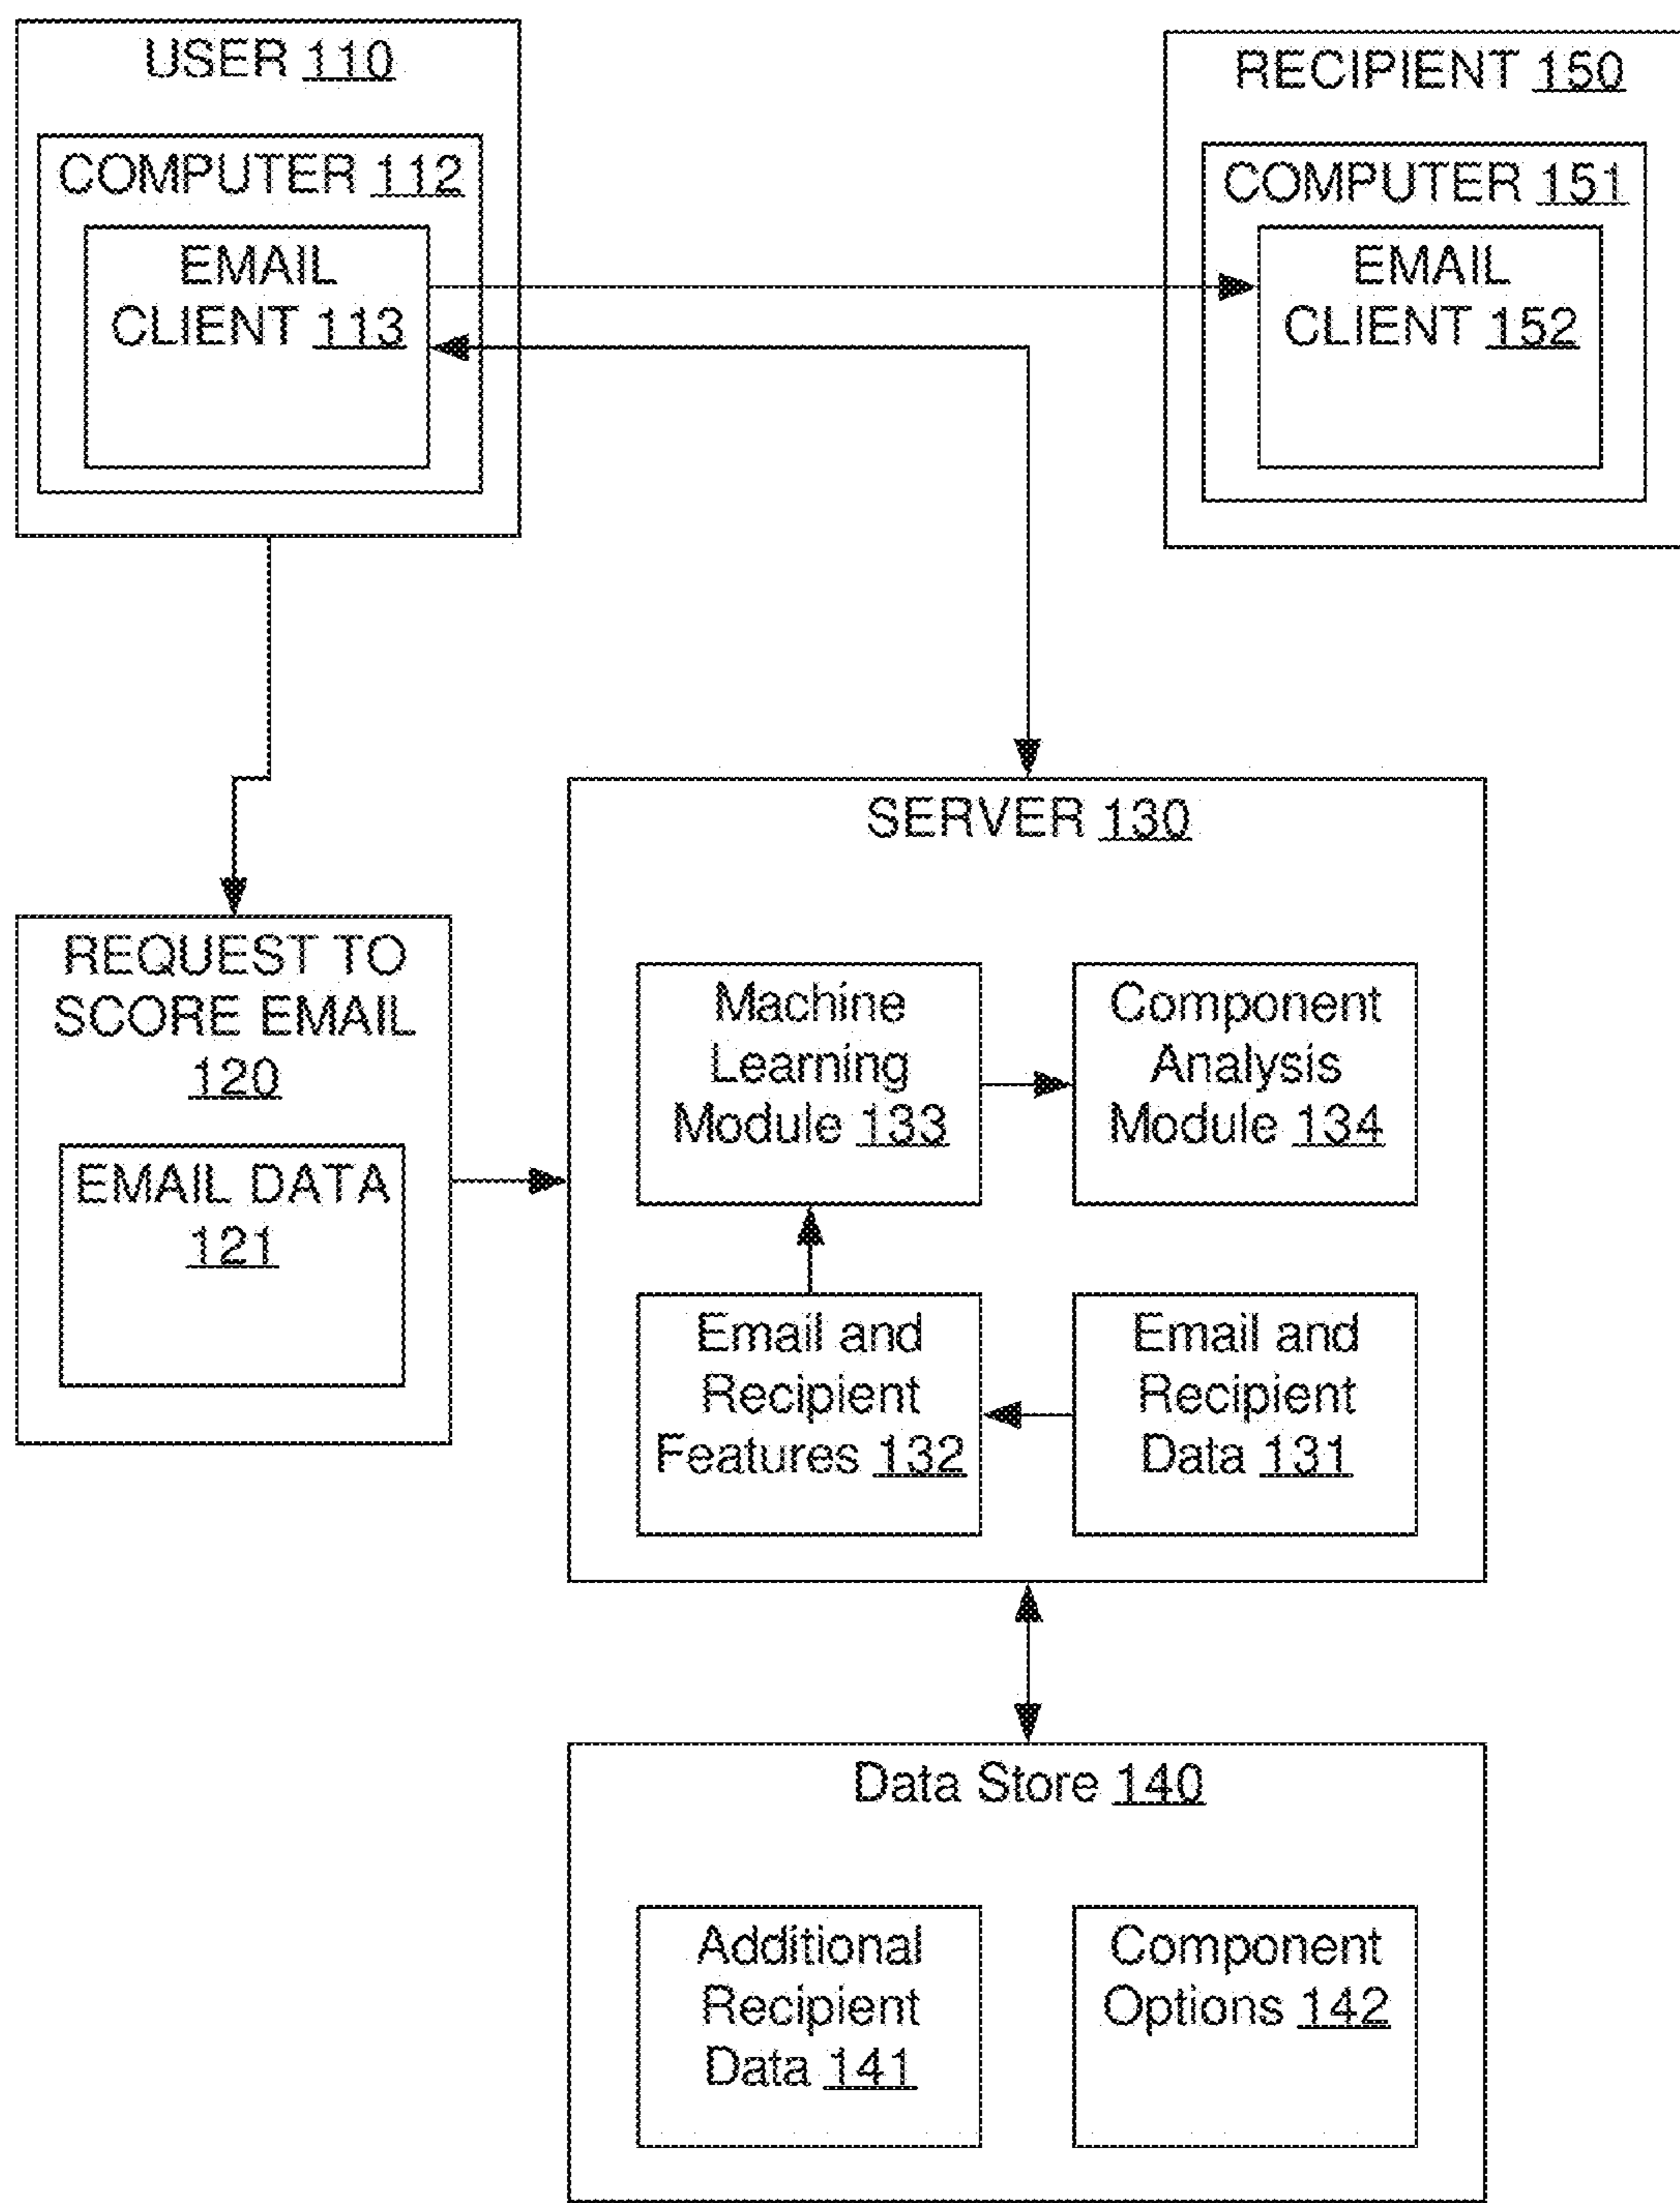 USER 110
COMPUTER 112
EMAIL
CLIENT 113
RECIPIENT 150
COMPUTER 151
EMAIL
CLIENT 152
REQUEST TO
SCORE EMAIL
120
EMAIL DATA
121
SERVER 130
Machine
Learning
Module 133
Component
Analysis
Module 134
Email and
Recipient
Features 132
Email and
Recipient
Data 131
Data Store 140
Additional
Recipient
Data 141
Component
Options 142